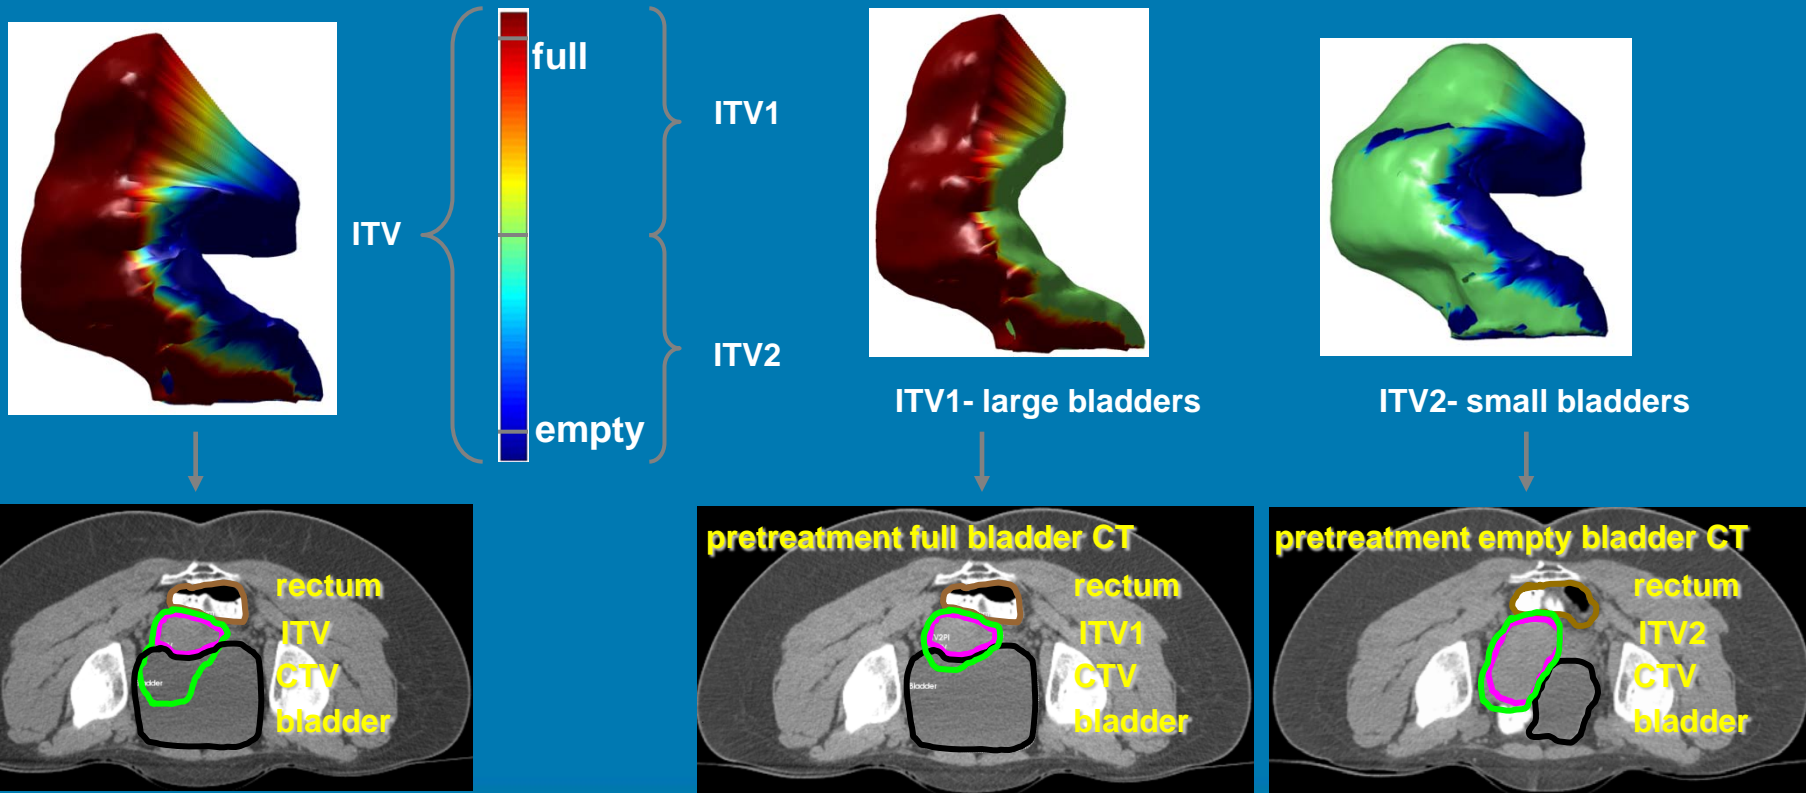 full
ITV
empty
ITV1
ITV2
ITV1- large bladders
ITV2- small bladders
rectum
ITV
CTV
bladder
pretreatment full bladder CT
rectum
ITV1
CTV
bladder
Bladder
pretreatment empty bladder CT
rectum
ITV2
CTV
bladder